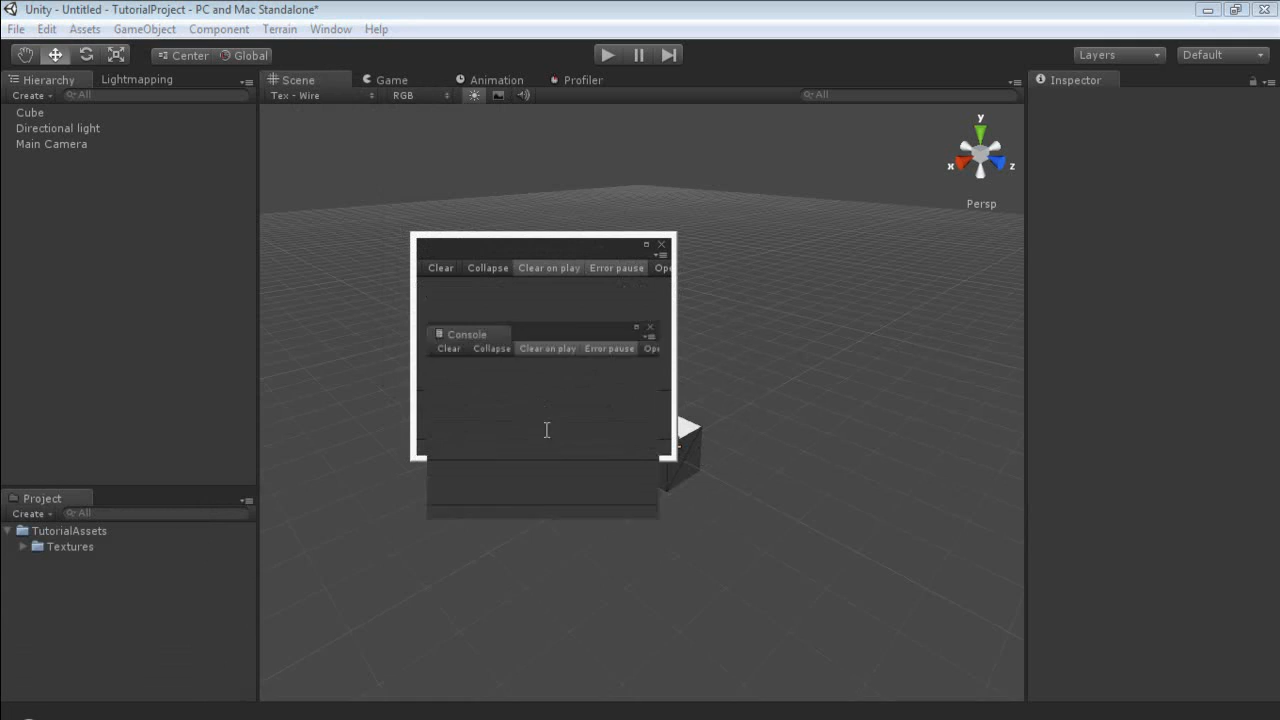 Unity - Untitled - TutorialProject - PC and Mac Standalone*
File Edit Assets GameObject Component Terrain Window Help
Center Global Layers Default
Hierarchy Lightmapping Scene Game Animation Profiler Inspector
Create All Tex - Wire RGB All
Cube
Directional light
Main Camera
y
x z
Persp
Clear Collapse Clear on play Error pause
Console
Clear Collapse Clear on play Error pause
Project
Create All
TutorialAssets
Textures